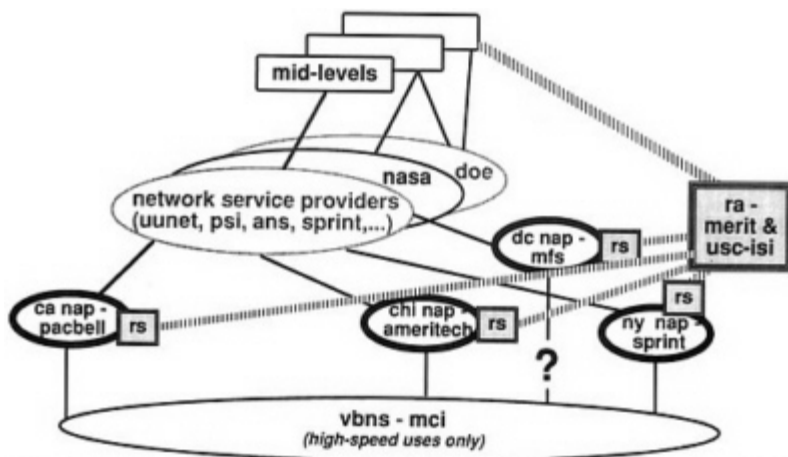 mid-levels
doe
nasa
network service providers
(uunet, psi, ans, sprint,...)
ra -
merit &
usc-isi
dc nap -
mfs
rs
rs
ca nap -
pacbell
rs
chi nap -
ameritech
rs
ny nap -
sprint
?
vbns - mci
(high-speed uses only)